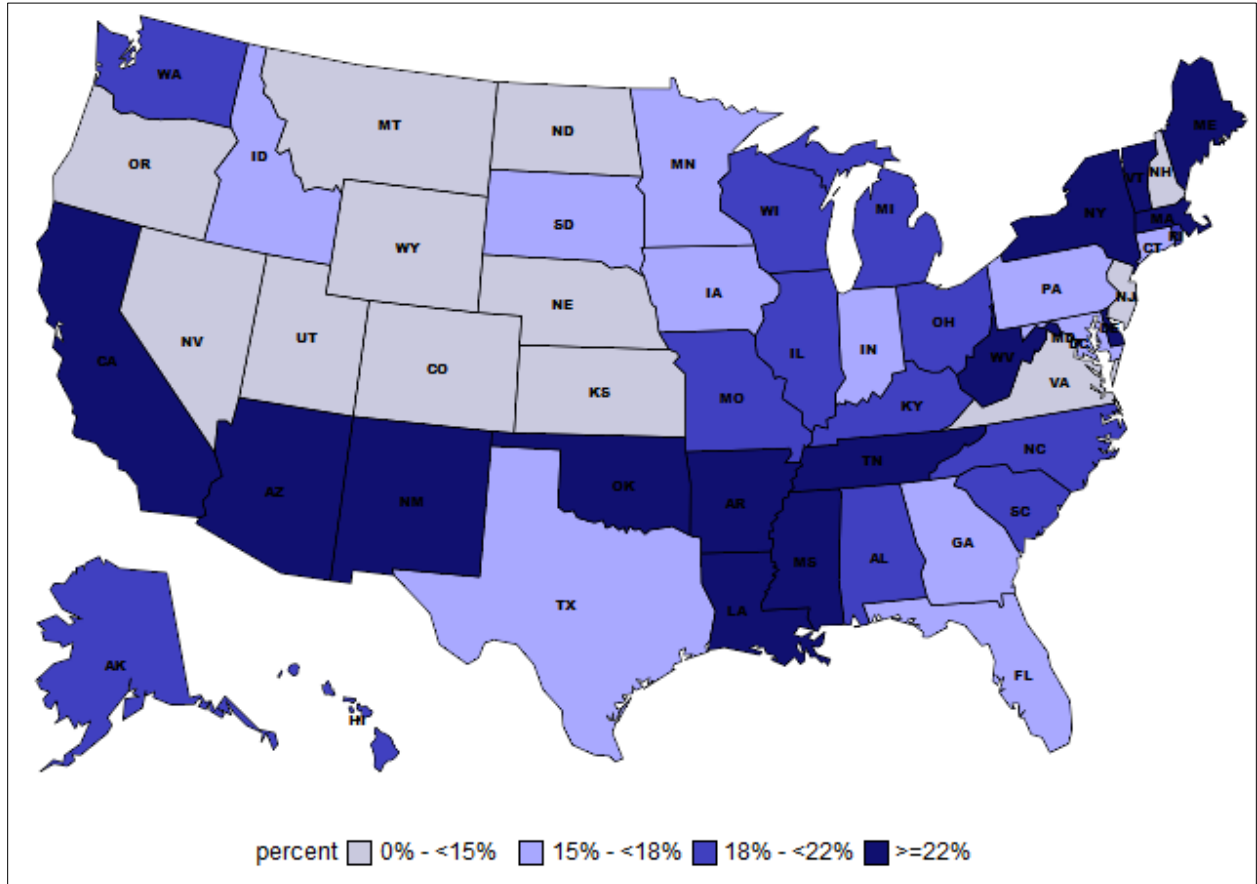 WA
ME
MT
ND
OR
ID
MN
VT
NH
NY
WI
MI
MA
SD
WY
CT
RI
IA
PA
NE
NJ
OH
NV
UT
IN
MD
DE
DC
IL
CA
CO
WV
VA
KS
MO
KY
NC
TN
AZ
NM
OK
AR
SC
GA
MS
AL
TX
LA
FL
AK
HI
percent 0% - <15% 15% - <18% 18% - <22% >=22%